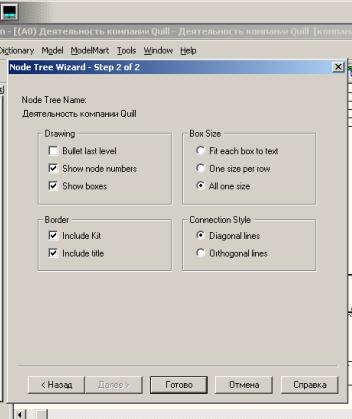 n - [(A0) Деятельность компании Quill - Деятельность компании Quill [компан
Dictionary Model ModelMart Tools Window Help
Node Tree Wizard - Step 2 of 2
Node Tree Name:
Деятельность компании Quill
Drawing
Bullet last level
Show node numbers
Show boxes
Box Size
Fit each box to text
One size per row
All one size
Border
Include Kit
Include title
Connection Style
Diagonal lines
Orthogonal lines
< Назад Далее > Готово Отмена Справка